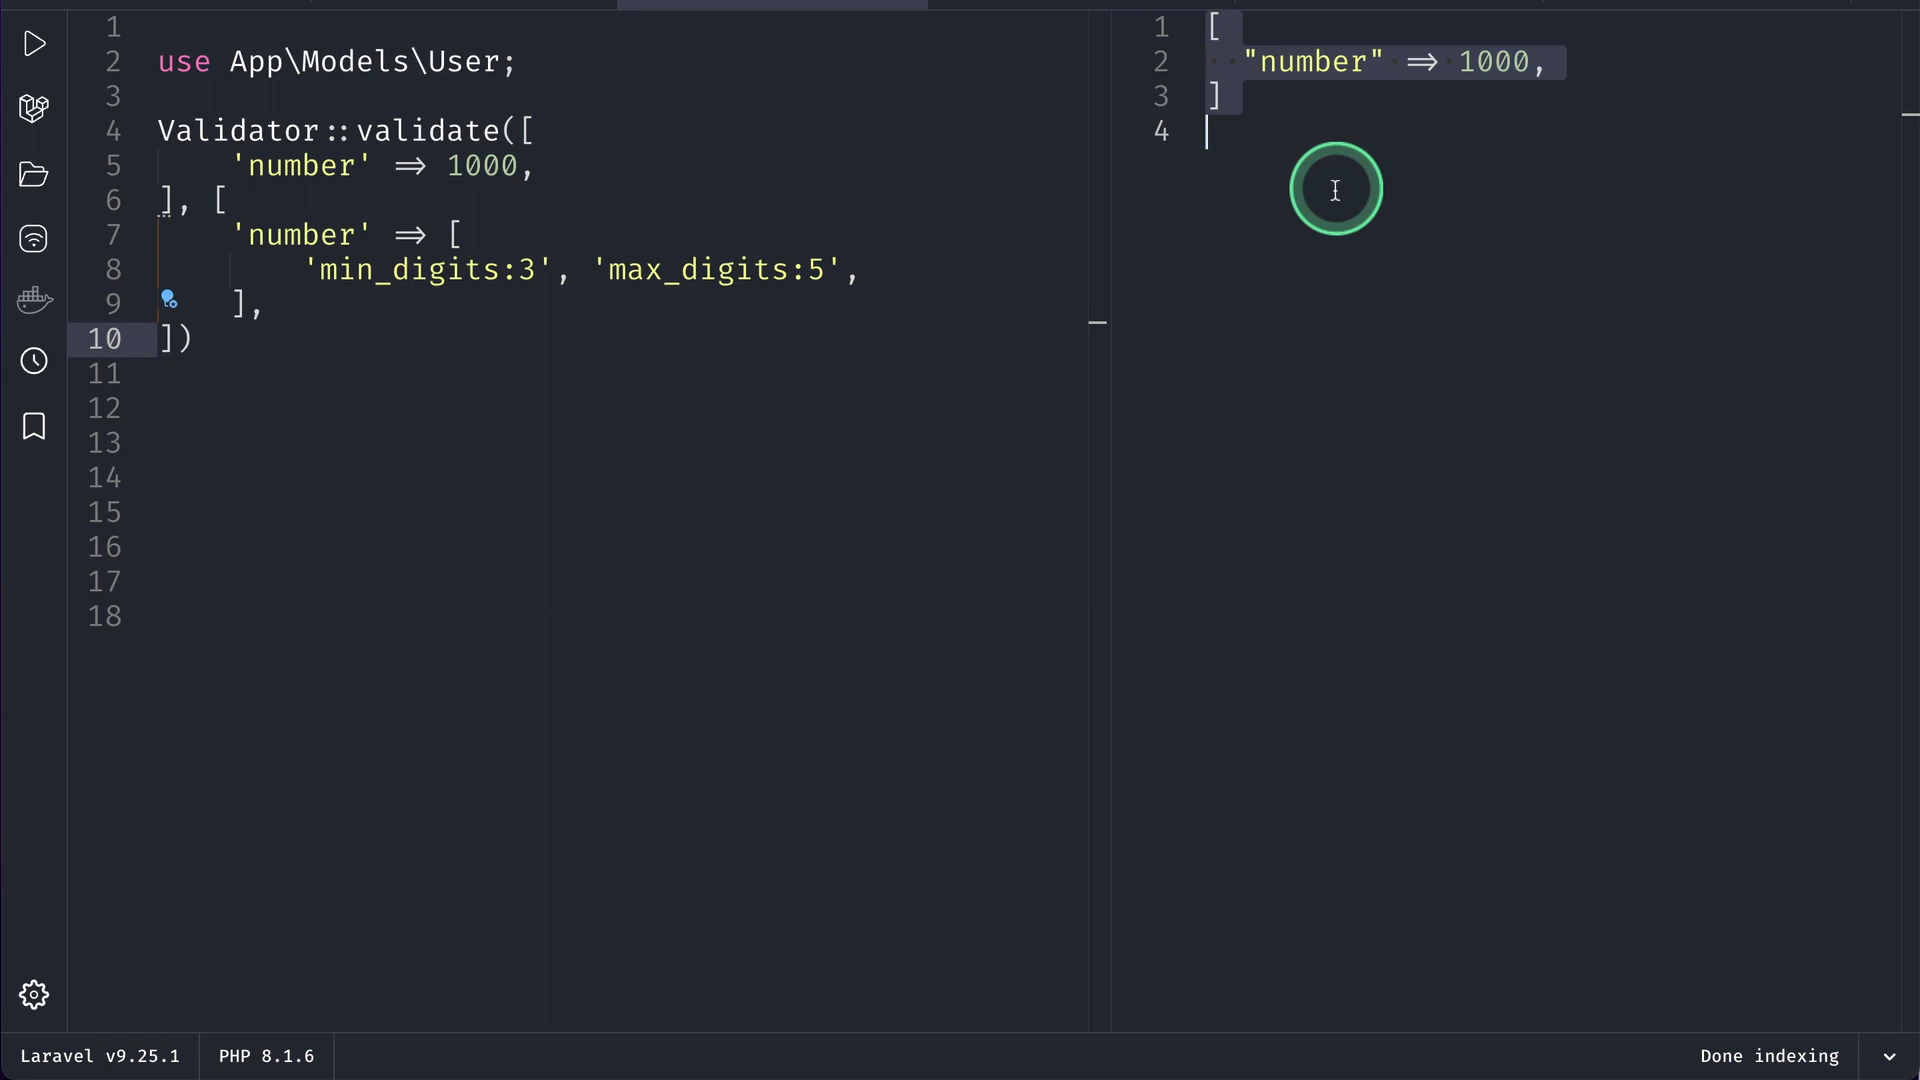 1
2 use App\Models\User;
3
4 Validator::validate([
5 'number' => 1000,
6 ], [
7 'number' => [
8 'min_digits:3', 'max_digits:5',
9 ],
10 ])
11
12
13
14
15
16
17
18
1 [
2 "number" => 1000,
3 ]
4
Laravel v9.25.1 PHP 8.1.6 Done indexing